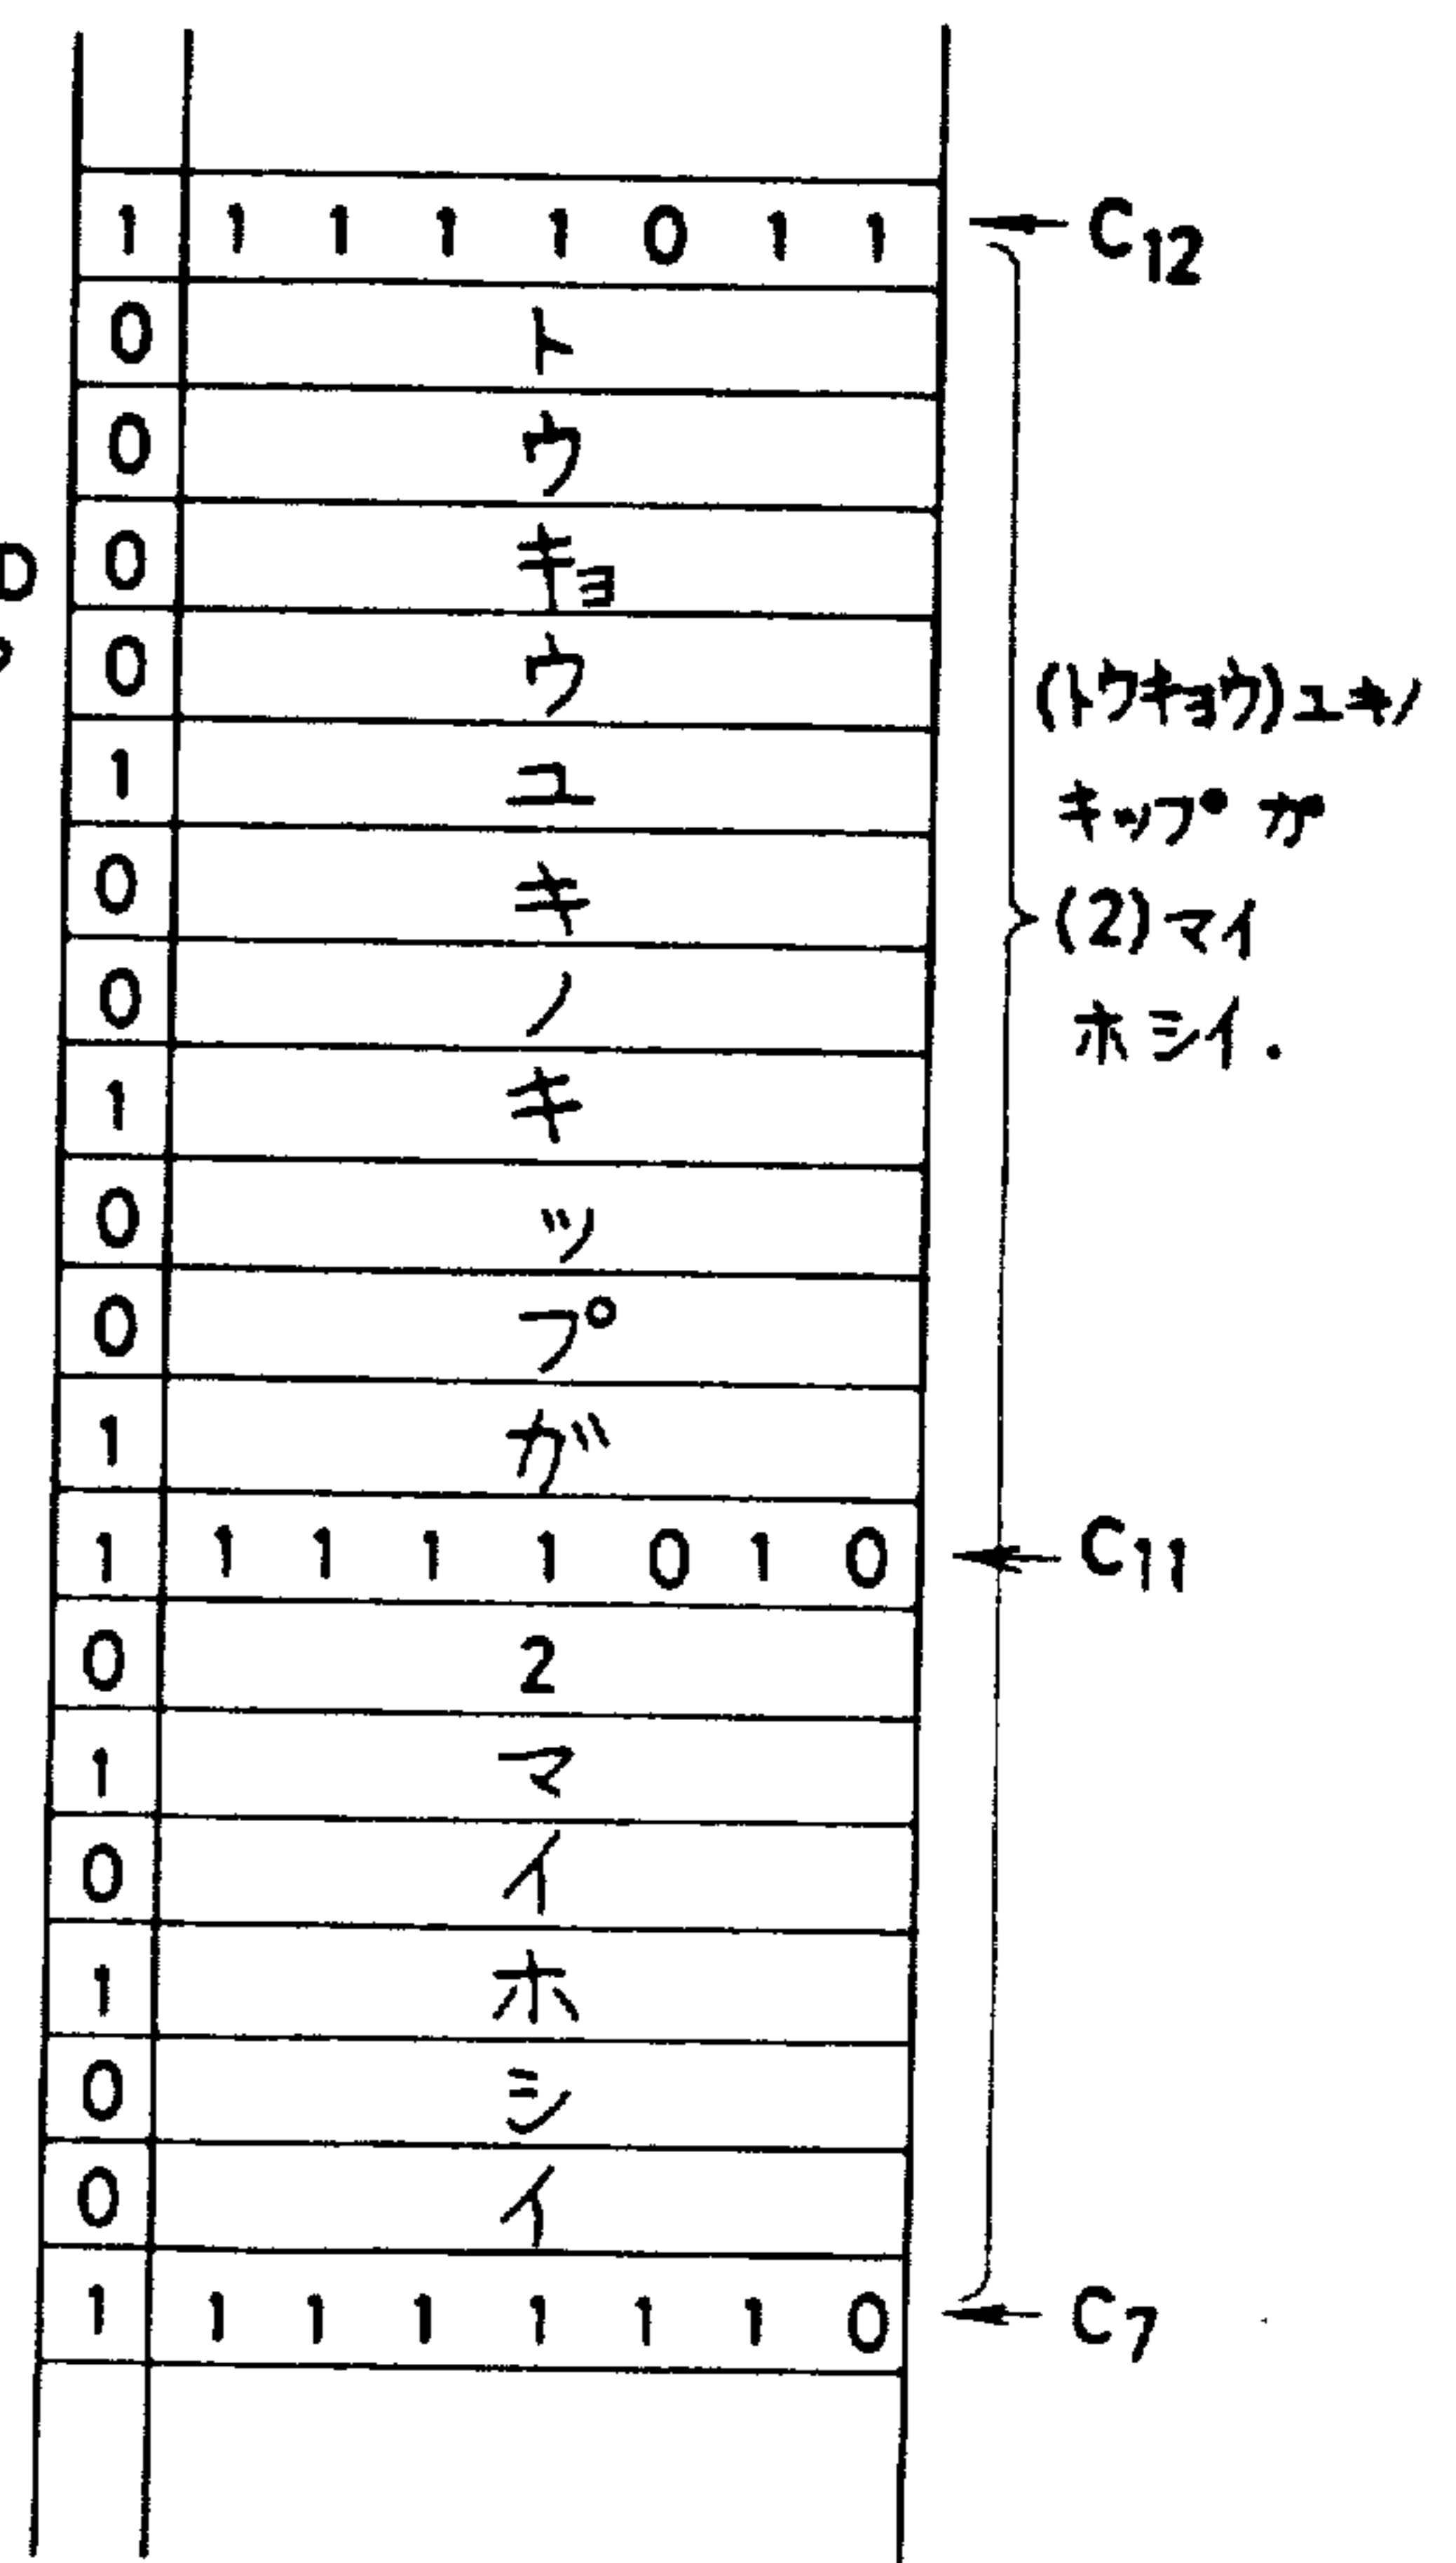 1 1 1 1 1 0 1 1 ← C12
0 ト
0 ウ
0 キョ
0 ウ
1 ユ
0 キ
0 ノ
1 キ
0 ッ
0 プ
1 ガ
1 1 1 1 1 0 1 0 ← C11
0 2
1 マ
0 イ
1 ホ
0 シ
0 イ
1 1 1 1 1 1 1 0 ← C7
(トウキョウ)ユキノ
キップガ
(2)マイ
ホシイ.